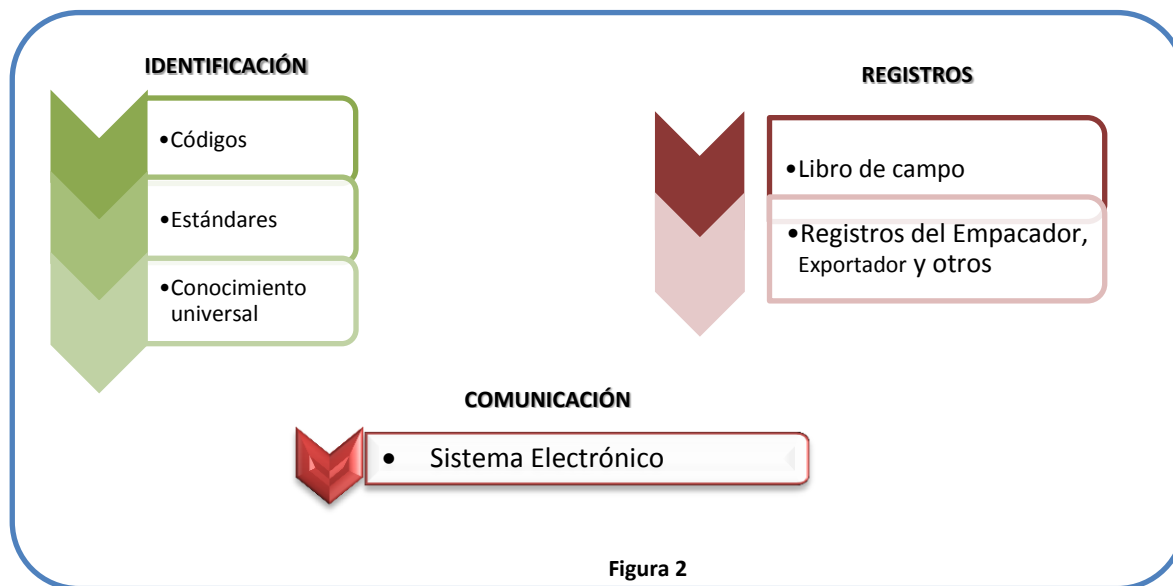 IDENTIFICACIÓN
•Códigos
•Estándares
•Conocimiento
universal
REGISTROS
•Libro de campo
•Registros del Empacador,
Exportador y otros
COMUNICACIÓN
• Sistema Electrónico
Figura 2